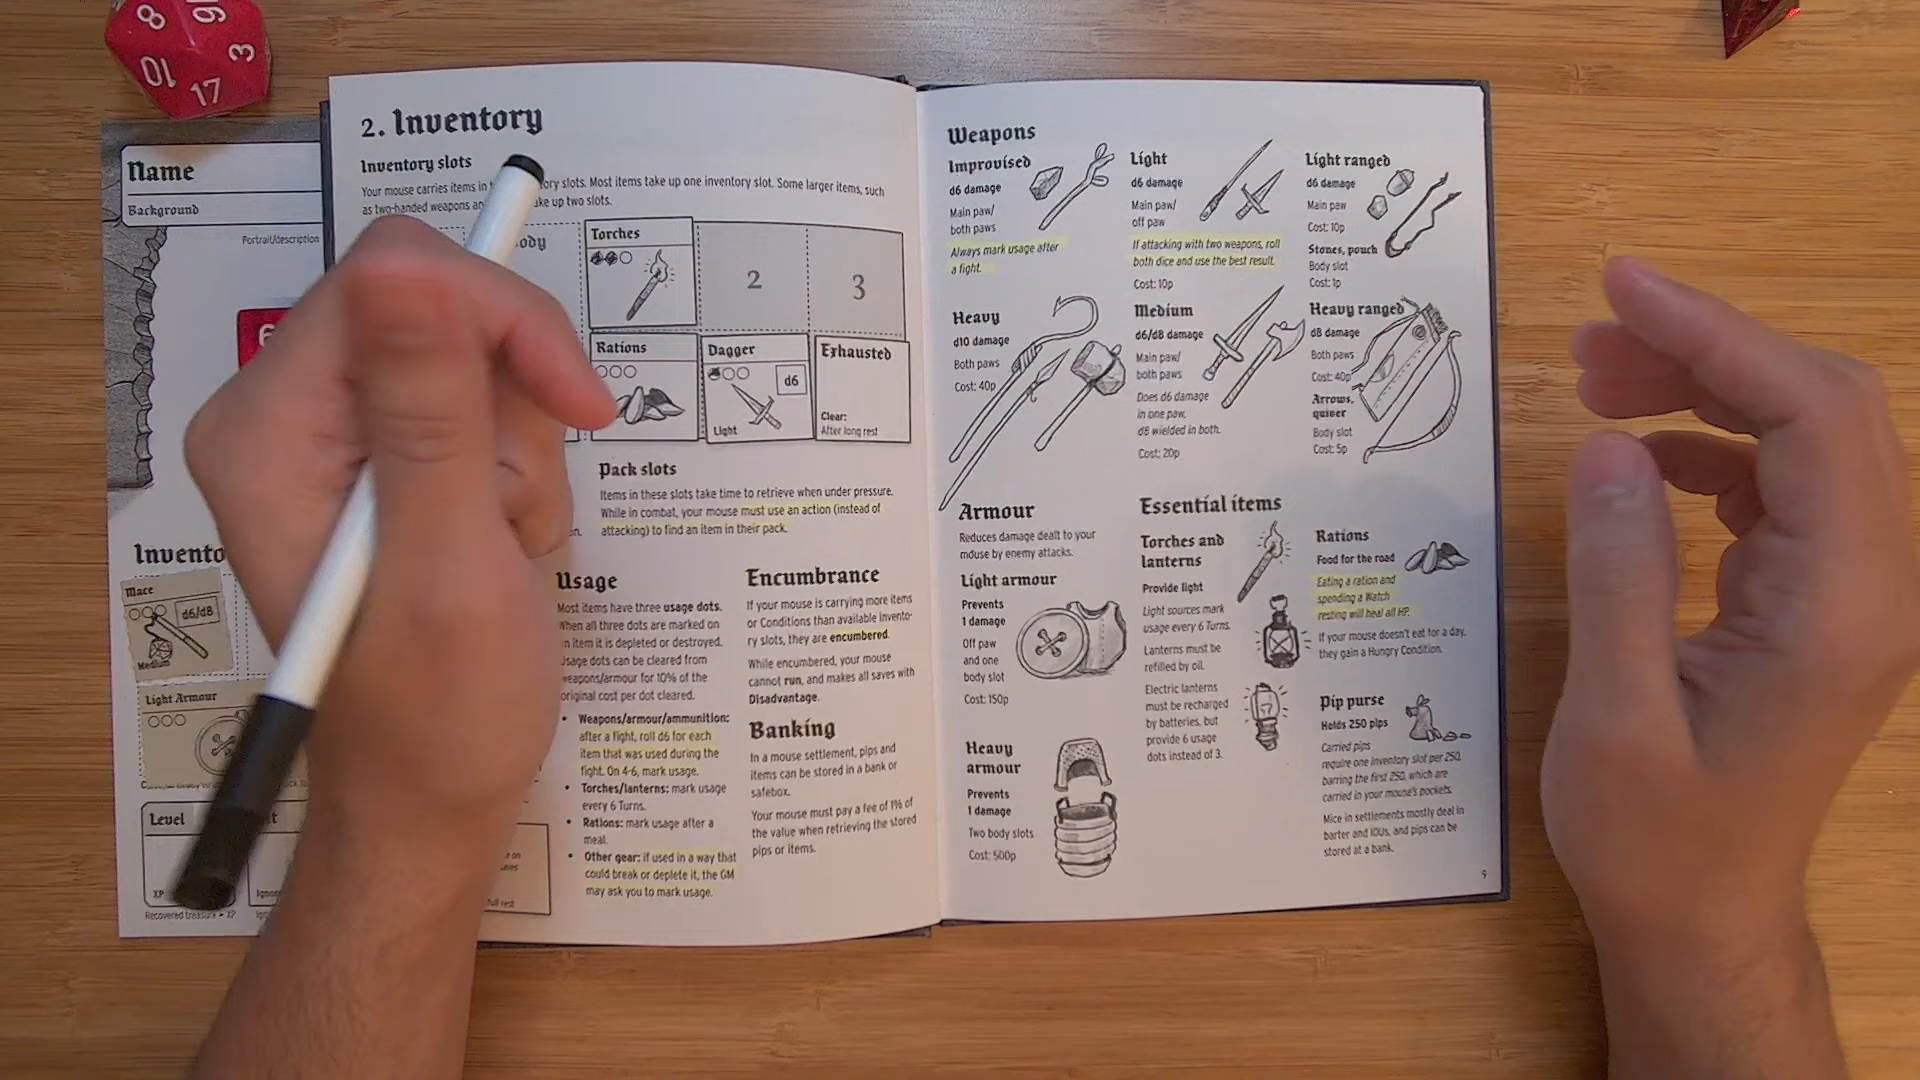 8
16
3
10
17
Name
Background
Portrait/description
6
Invento
Mace
d6/d8
Medium
Light Armour
Level
XP
Recovered treasure = XP
2. Inventory
Inventory slots
Your mouse carries items in ory slots. Most items take up one inventory slot. Some larger items, such
as two-handed weapons an ake up two slots.
ody
Torches
2
3
Rations
Dagger
d6
Light
Exhausted
Clear:
After long rest
Pack slots
Items in these slots take time to retrieve when under pressure.
While in combat, your mouse must use an action (instead of
attacking) to find an item in their pack.
Usage
Most items have three usage dots.
When all three dots are marked on
n item it is depleted or destroyed.
Usage dots can be cleared from
weapons/armour for 10% of the
original cost per dot cleared.
• Weapons/armour/ammunition:
after a fight, roll d6 for each
item that was used during the
fight. On 4-6, mark usage.
• Torches/lanterns: mark usage
every 6 Turns.
• Rations: mark usage after a
meal.
• Other gear: if used in a way that
could break or deplete it, the GM
may ask you to mark usage.
full rest
Encumbrance
If your mouse is carrying more items
or Conditions than available invento-
ry slots, they are encumbered.
While encumbered, your mouse
cannot run, and makes all saves with
Disadvantage.
Banking
In a mouse settlement, pips and
items can be stored in a bank or
safebox.
Your mouse must pay a fee of 1% of
the value when retrieving the stored
pips or items.
Weapons
Improvised
d6 damage
Main paw/
both paws
Always mark usage after
a fight.
Light
d6 damage
Main paw/
off paw
If attacking with two weapons, roll
both dice and use the best result.
Cost: 10p
Light ranged
d6 damage
Main paw
Cost: 10p
Stones, pouch
Body slot
Cost: 1p
Heavy
d10 damage
Both paws
Cost: 40p
Medium
d6/d8 damage
Main paw/
both paws
Does d6 damage
in one paw,
d8 wielded in both.
Cost: 20p
Heavy ranged
d8 damage
Both paws
Cost: 40p
Arrows,
quiver
Body slot
Cost: 5p
Armour
Reduces damage dealt to your
mouse by enemy attacks.
Light armour
Prevents
1 damage
Off paw
and one
body slot
Cost: 150p
Heavy
armour
Prevents
1 damage
Two body slots
Cost: 500p
Essential items
Torches and
lanterns
Provide light
Light sources mark
usage every 6 Turns.
Lanterns must be
refilled by oil.
Electric lanterns
must be recharged
by batteries, but
provide 6 usage
dots instead of 3.
Rations
Food for the road
Eating a ration and
spending a Watch
resting will heal all HP.
If your mouse doesn't eat for a day,
they gain a Hungry Condition.
Pip purse
Holds 250 pips
Carried pips
require one inventory slot per 250,
barring the first 250, which are
carried in your mouse's pockets.
Mice in settlements mostly deal in
barter and IOUs, and pips can be
stored at a bank.
9